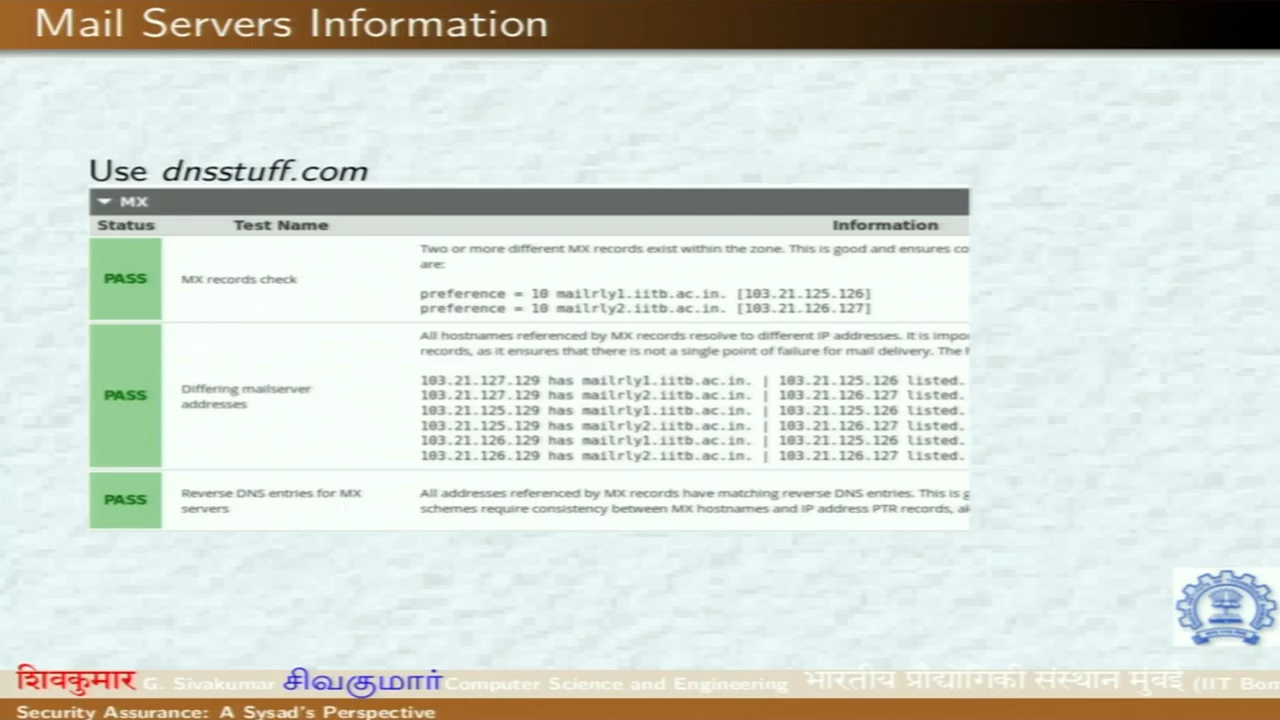 Mail Servers Information
Use dnsstuff.com
MX
Status Test Name Information
PASS MX records check Two or more different MX records exist within the zone. This is good and ensures co
are:
preference = 10 mailrly1.iitb.ac.in. [103.21.125.126]
preference = 10 mailrly2.iitb.ac.in. [103.21.126.127]
All hostnames referenced by MX records resolve to different IP addresses. It is impo
records, as it ensures that there is not a single point of failure for mail delivery. The
103.21.127.129 has mailrly1.iitb.ac.in. | 103.21.125.126 listed.
PASS Differing mailserver 103.21.127.129 has mailrly2.iitb.ac.in. | 103.21.126.127 listed.
addresses 103.21.125.129 has mailrly1.iitb.ac.in. | 103.21.125.126 listed.
103.21.125.129 has mailrly2.iitb.ac.in. | 103.21.126.127 listed.
103.21.126.129 has mailrly1.iitb.ac.in. | 103.21.125.126 listed.
103.21.126.129 has mailrly2.iitb.ac.in. | 103.21.126.127 listed.
PASS Reverse DNS entries for MX All addresses referenced by MX records have matching reverse DNS entries. This is g
servers schemes require consistency between MX hostnames and IP address PTR records, al
शिवकुमार G. Sivakumar சிவகுமார் Computer Science and Engineering भारतीय प्रौद्योगिकी संस्थान मुंबई (IIT Bom
Security Assurance: A Sysad's Perspective